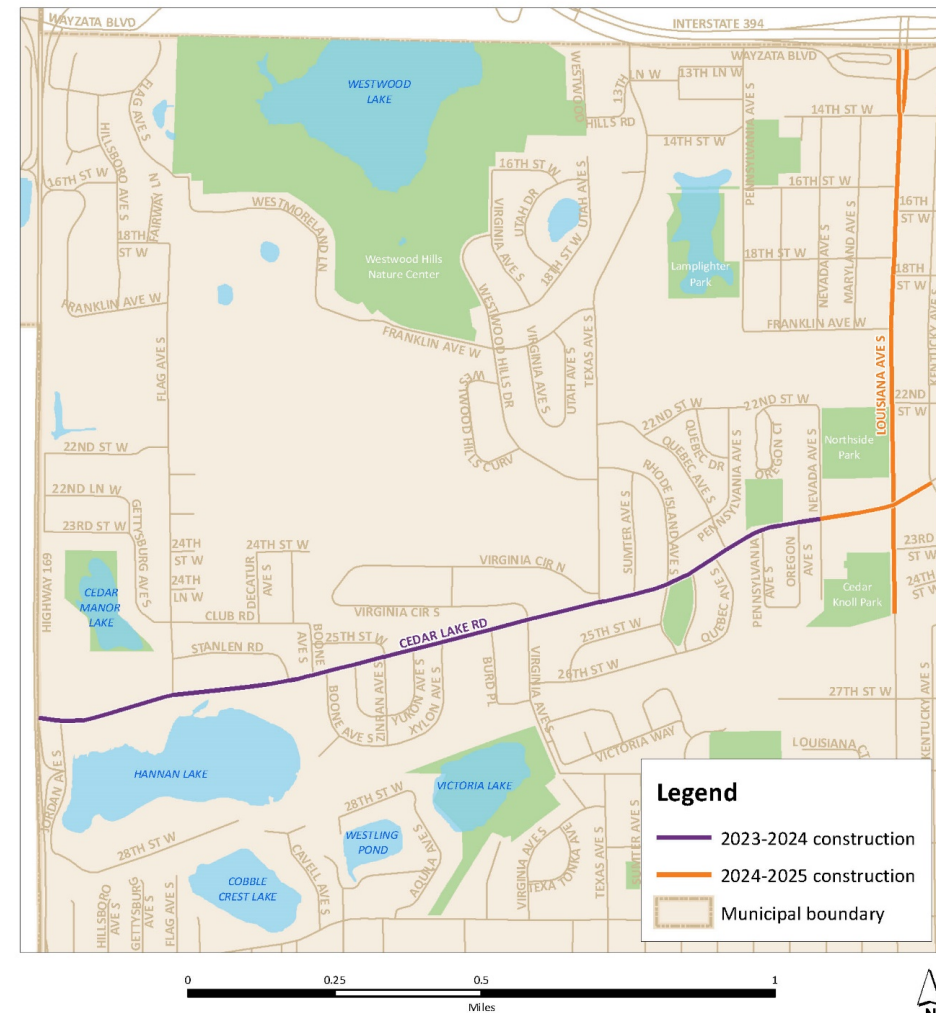 WAYZATA BLVD
INTERSTATE 394
WAYZATA BLVD
FLAG AVE S
WESTWOOD
LAKE
WESTWOOD
HILLS RD
13TH
LN W
13TH LN W
PENNSYLVANIA AVE S
14TH ST W
14TH ST W
HILLSBORO
AVE S
16TH ST W
FAIRWAY LN
18TH
ST W
WESTMORELAND LN
16TH ST W
VIRGINIA AVE S
UTAH DR
UTAH AVE S
18TH ST W
16TH ST W
16TH
ST W
NEVADA AVE S
MARYLAND AVE S
Westwood Hills
Nature Center
Lamplighter
Park
18TH ST W
18TH
ST W
KENTUCKY AVE S
FRANKLIN AVE W
FRANKLIN AVE W
FRANKLIN AVE W
WESTWOOD HILLS DR
VIRGINIA AVE S
UTAH AVE S
TEXAS AVE S
LOUISIANA AVE S
FLAG AVE S
WESTWOOD HILLS CURV
22ND ST W
22ND ST W
22ND
ST W
QUEBEC DR
QUEBEC AVE S
PENNSYLVANIA AVE S
OREGON CT
NEVADA AVE S
Northside
Park
22ND ST W
22ND LN W
23RD ST W
GETTYSBURG AVE S
24TH
ST W
24TH
LN W
24TH ST W
DECATUR
AVE S
SUMTER AVE S
RHODE ISLAND AVE S
PENNSYLVANIA
AVE S
OREGON
AVE S
23RD
24TH
ST W
HIGHWAY 169
CEDAR
MANOR
LAKE
VIRGINIA CIR N
VIRGINIA CIR S
CLUB RD
STANLEN RD
BOONE
AVE S
25TH ST W
CEDAR LAKE RD
25TH ST W
26TH ST W
QUEBEC AVE S
Cedar
Knoll Park
BOONE AVE S
ZINRAN AVE S
YUKON AVE S
XYLON AVE S
BURD PL
VIRGINIA AVE S
27TH ST W
KENTUCKY AVE S
VICTORIA WAY
LOUISIANA CT
JORDAN AVE S
HANNAN LAKE
VICTORIA LAKE
28TH ST W
28TH ST W
WESTLING
POND
AQUILA AVE S
COBBLE
CREST LAKE
CAVELL AVE S
VIRGINIA AVE S
TEXA TONKA AVE
TEXAS AVE S
SUMTER AVE S
HILLSBORO
AVE S
GETTYSBURG
AVE S
FLAG AVE S
Legend
2023-2024 construction
2024-2025 construction
Municipal boundary
0
0.25
0.5
1
Miles
N